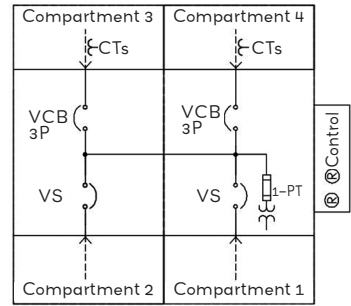 Compartment 3
Compartment 4
CTs
CTs
VCB
3P
VCB
3P
VS
VS
1-PT
® ®Control
Compartment 2
Compartment 1